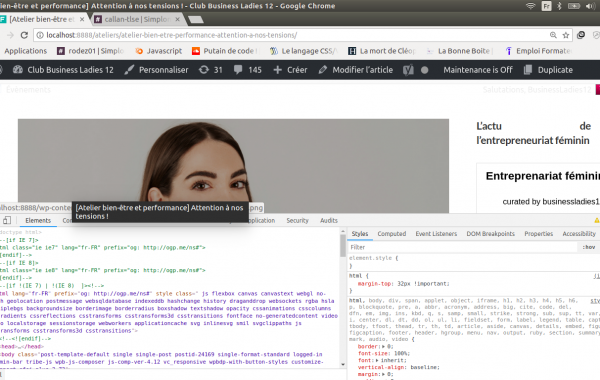 ien-être et performance] Attention à nos tensions ! - Club Business Ladies 12 - Google Chrome
[Atelier bien-être et p
callan-tlse | Simplon
localhost:8888/ateliers/atelier-bien-etre-performance-attention-a-nos-tensions/
Applications rodez01 | Simplo Javascript Putain de code ! Le langage CSS/ La mort de Cléoç La Bonne Boite | Emploi Formate
Club Business Ladies 12 Personnaliser 31 145 Créer Modifier l'article Maintenance is Off Duplicate
Evénements
Salutations, BusinessLadies12
L'actu de
l'entrepreneuriat féminin
Entreprenariat fémini
curated by businessladies1
lhost:8888/wp-conte
[Atelier bien-être et performance] Attention à nos
tensions !
png
Elements Co Application Security Audits
Styles Computed Event Listeners DOM Breakpoints Properties Accessibility
Filter :hov
doctype html>
--[if IE 7]>
html class="ie ie7" lang="fr-FR" prefix="og: http://ogp.me/ns#">
[endif]-->
--[if IE 8]>
html class="ie ie8" lang="fr-FR" prefix="og: http://ogp.me/ns#">
[endif]-->
--[if !(IE 7) | !(IE 8) ]><!-->
tml lang="fr-FR" prefix="og: http://ogp.me/ns#" style class=" js flexbox canvas canvastext webgl no-
h geolocation postmessage websqldatabase indexeddb hashchange history draganddrop websockets rgba hsla
iplebgs backgroundsize borderimage borderradius boxshadow textshadow opacity cssanimations csscolumns
gradients cssreflections csstransforms csstransforms3d csstransitions fontface no-generatedcontent video
o localstorage sessionstorage webworkers applicationcache svg inlinesvg smil svgclippaths js
transforms csstransforms3d csstransitions">
<!--<![endif]-->
<head>…</head>
<body class="post-template-default single single-post postid-24169 single-format-standard logged-in
min-bar tribe-js wpb-js-composer js-comp-ver-4.12 vc_responsive wpbdp-with-button-styles customize-
element.style {
}
html {
margin-top: 32px !important;
}
html, body, div, span, applet, object, iframe, h1, h2, h3, h4, h5, h6,
p, blockquote, pre, a, abbr, acronym, address, big, cite, code, del,
dfn, em, img, ins, kbd, q, s, samp, small, strike, strong, sub, sup, tt, var,
i, center, dl, dt, dd, ol, ul, li, fieldset, form, label, legend, table, capt
tbody, tfoot, thead, tr, th, td, article, aside, canvas, details, embed, figu
figcaption, footer, header, hgroup, menu, nav, output, ruby, section, summary
mark, audio, video {
border: 0;
font-size: 100%;
font: inherit;
vertical-align: baseline;
margin: 0;